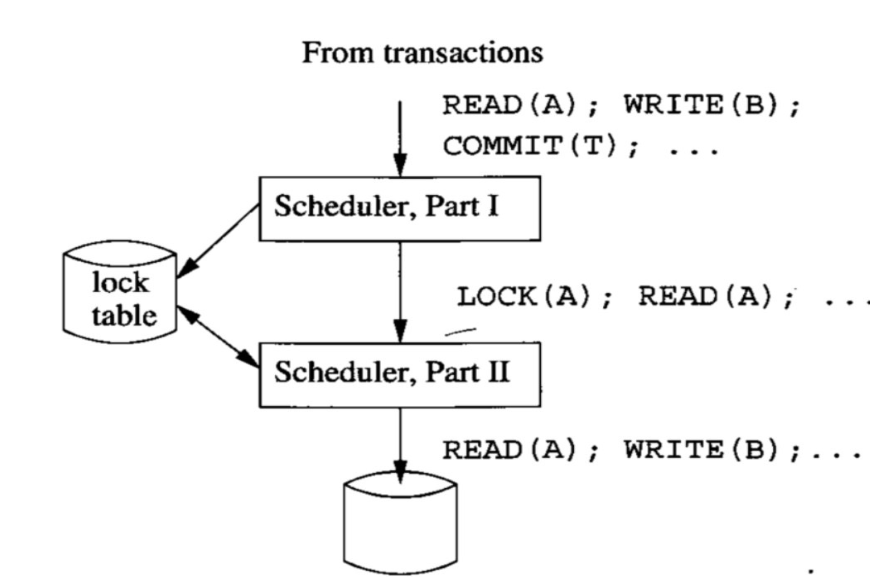 From transactions
READ(A); WRITE(B);
COMMIT(T); ...
Scheduler, Part I
lock
table
LOCK(A); READ(A); ...
Scheduler, Part II
READ(A); WRITE(B);...